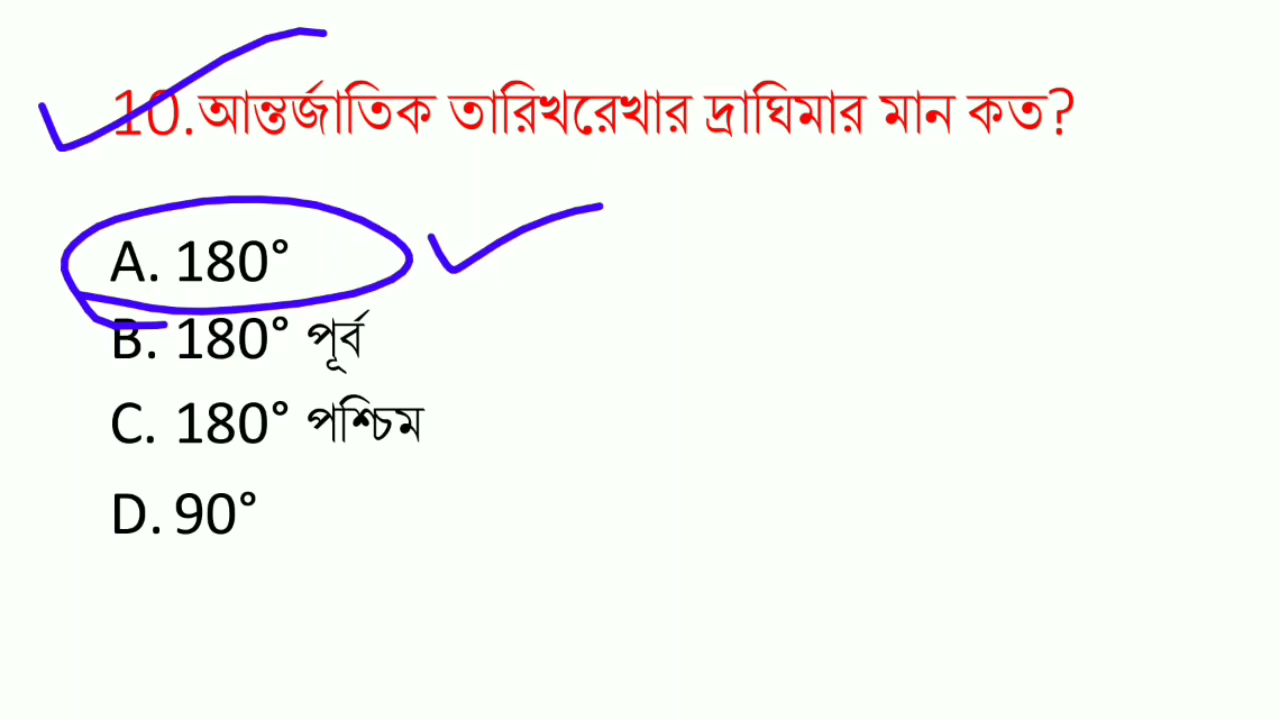 10.আন্তর্জাতিক তারিখরেখার দ্রাঘিমার মান কত?
A. 180°
B. 180° পূর্ব
C. 180° পশ্চিম
D. 90°